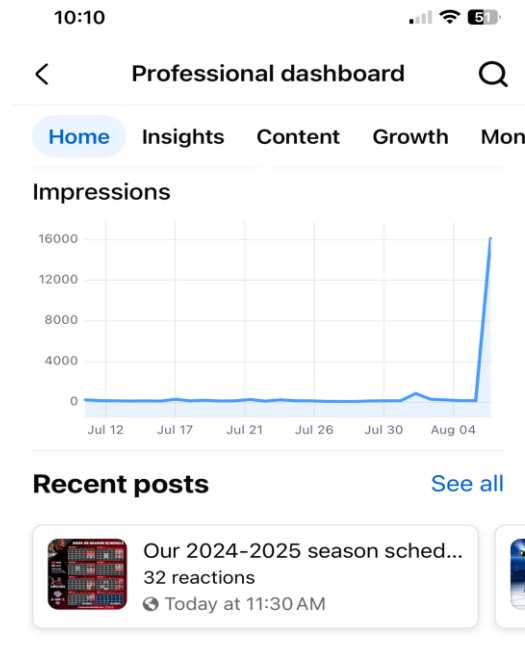 10:10
51
Professional dashboard
Home Insights Content Growth Mon
Impressions
16000
12000
8000
4000
0
Jul 12 Jul 17 Jul 21 Jul 26 Jul 30 Aug 04
Recent posts See all
Our 2024-2025 season sched...
32 reactions
Today at 11:30 AM